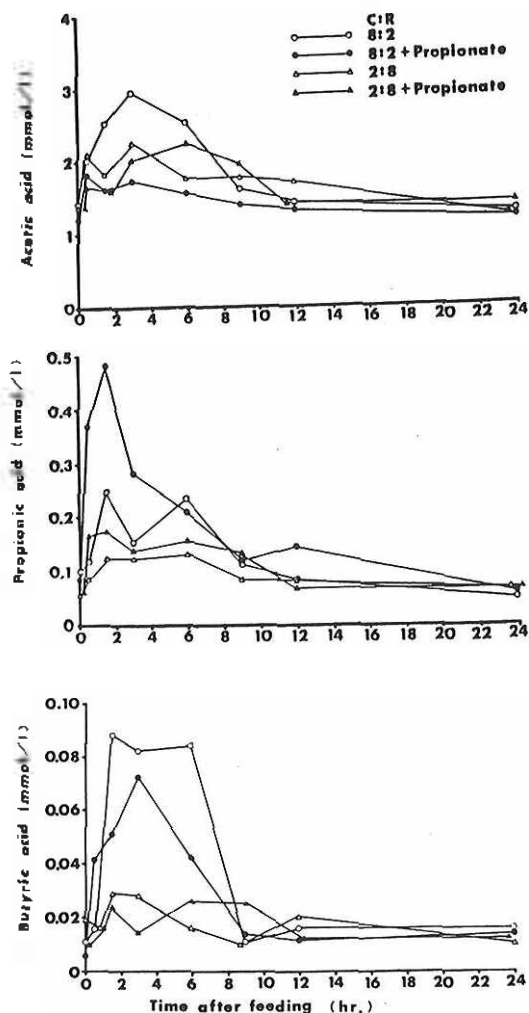 C:R
8:2
8:2 + Propionate
2:8
2:8 + Propionate
Acetic acid (mmol/l)
4
3
2
1
0
0 2 4 6 8 10 12 14 16 18 20 22 24
Propionic acid (mmol/l)
0.5
0.4
0.3
0.2
0.1
0
0 2 4 6 8 10 12 14 16 18 20 22 24
Butyric acid (mmol/l)
0.10
0.08
0.06
0.04
0.02
0
0 2 4 6 8 10 12 14 16 18 20 22 24
Time after feeding (hr.)